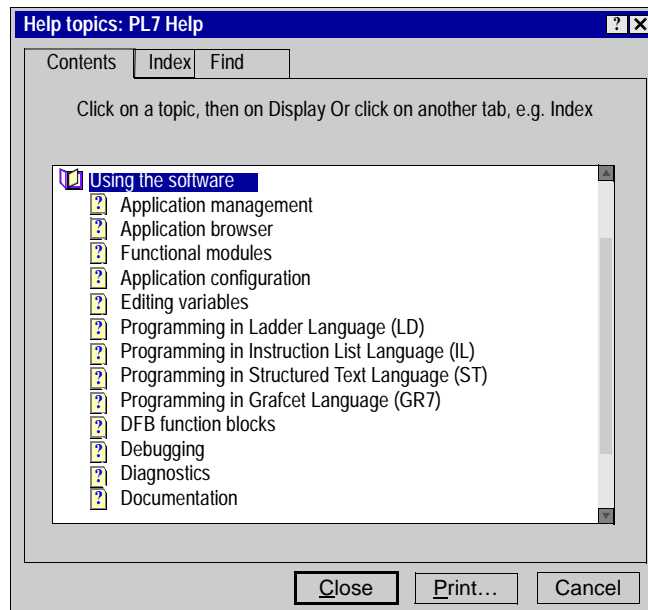 Help topics: PL7 Help
Contents Index Find
Click on a topic, then on Display Or click on another tab, e.g. Index
Using the software
? Application management
? Application browser
? Functional modules
? Application configuration
? Editing variables
? Programming in Ladder Language (LD)
? Programming in Instruction List Language (IL)
? Programming in Structured Text Language (ST)
? Programming in Grafcet Language (GR7)
? DFB function blocks
? Debugging
? Diagnostics
? Documentation
Close Print... Cancel